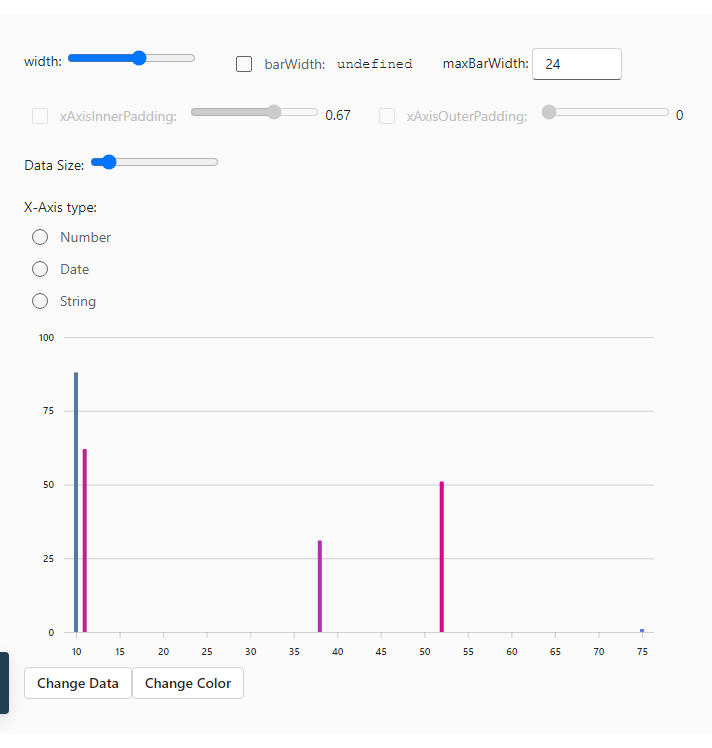 width: barWidth: undefined maxBarWidth: 24
xAxisInnerPadding: 0.67 xAxisOuterPadding: 0
Data Size:
X-Axis type:
Number
Date
String
100
75
50
25
0
10 15 20 25 30 35 40 45 50 55 60 65 70 75
Change Data Change Color